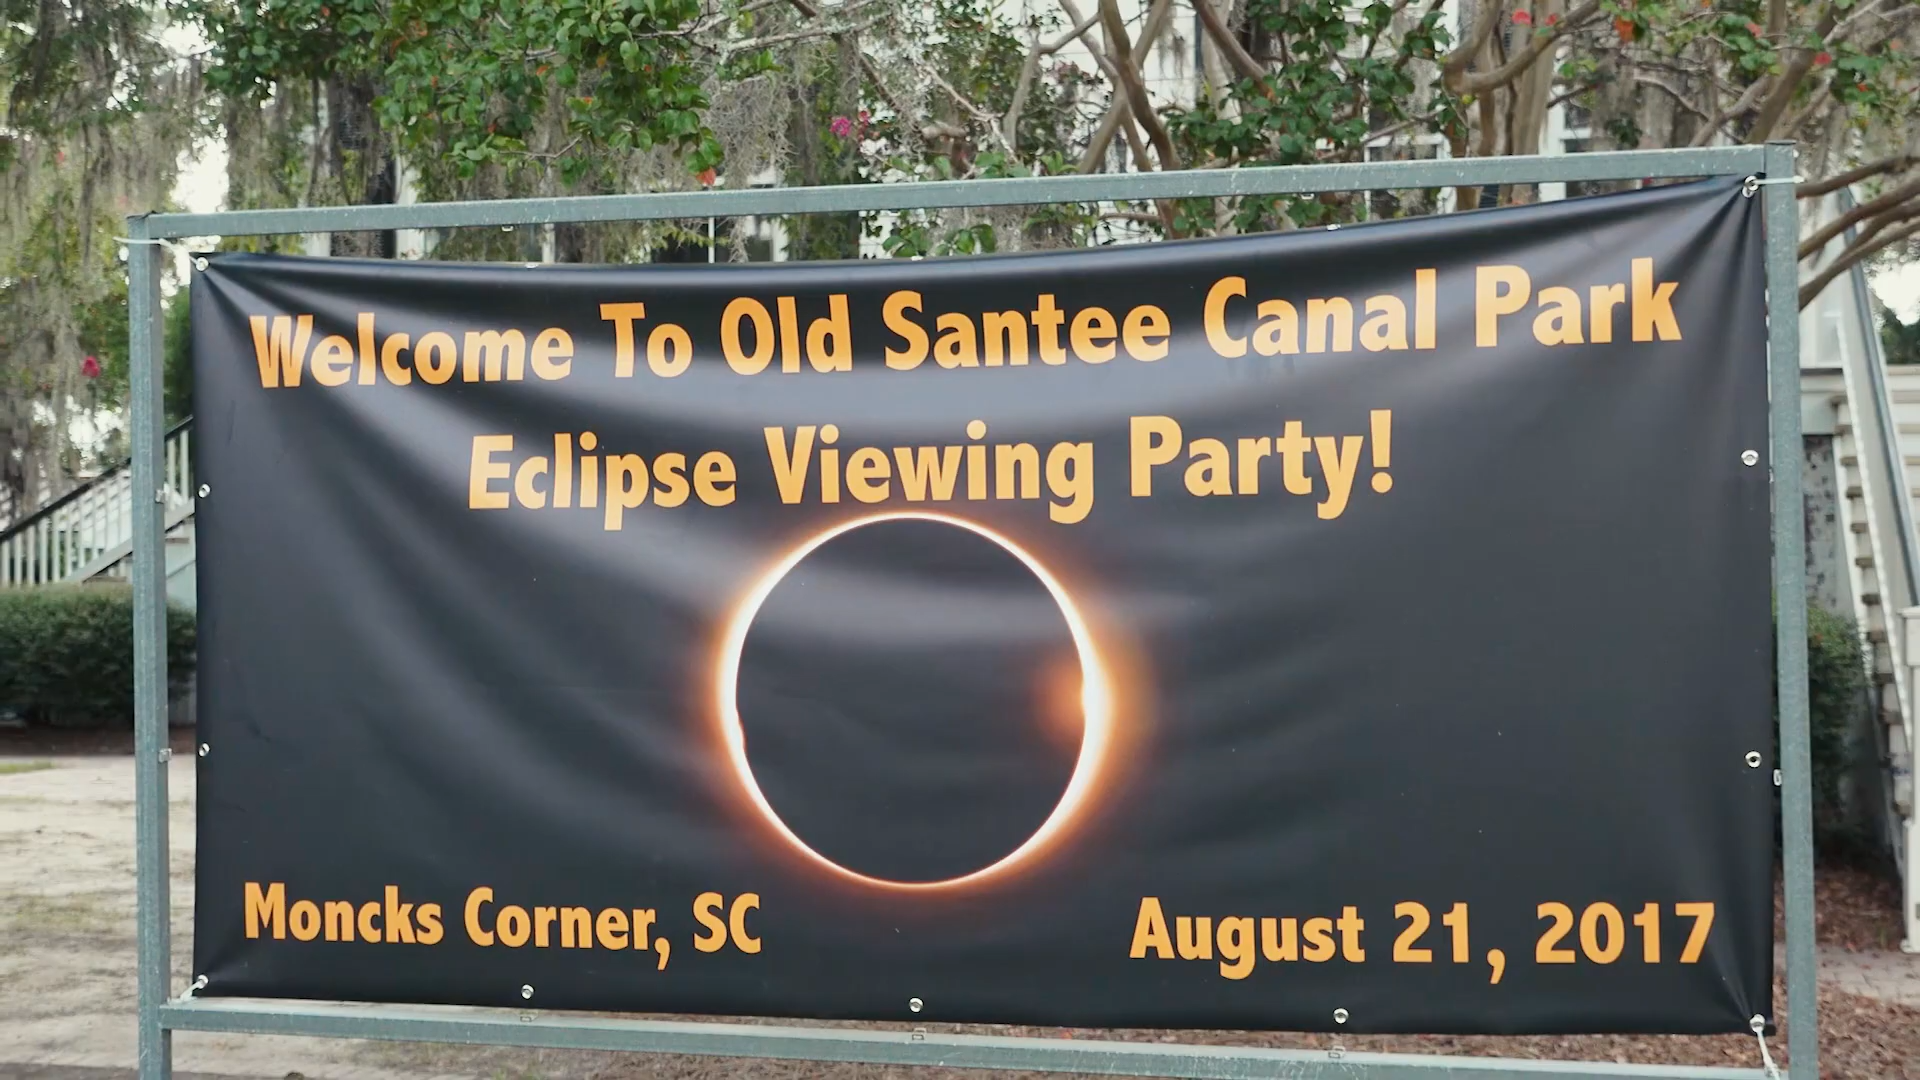 Welcome To Old Santee Canal Park
Eclipse Viewing Party!
Moncks Corner, SC
August 21, 2017